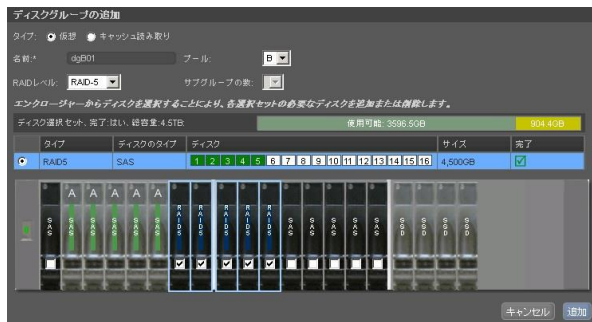 ディスクグループの追加
タイプ: 仮想 キャッシュ読み取り
名前:* dgB01 プール: B
RAIDレベル: RAID-5 サブグループの数:
エンクロージャーからディスクを選択することにより、各選択セットの必要なディスクを追加または削除します。
ディスク選択セット、完了:はい、総容量:4.5TB: 使用可能: 3596.5GB 904.4GB
タイプ ディスクのタイプ ディスク サイズ 完了
RAID5 SAS 1 2 3 4 5 6 7 8 9 10 11 12 13 14 15 16 4,500GB
A A A A
SAS SAS SAS SAS SAS RAID5 RAID5 RAID5 RAID5 RAID5 SAS SAS SAS SAS SAS SSD SSD SSD SSD
キャンセル 追加